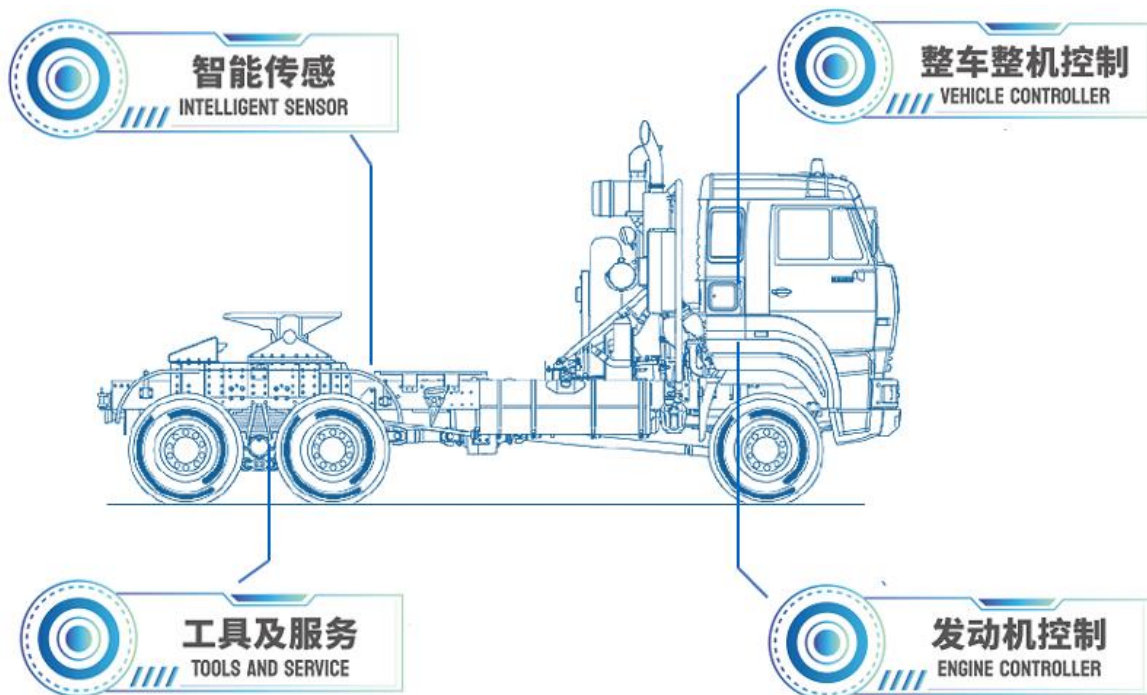 智能传感
INTELLIGENT SENSOR
整车整机控制
VEHICLE CONTROLLER
工具及服务
TOOLS AND SERVICE
发动机控制
ENGINE CONTROLLER